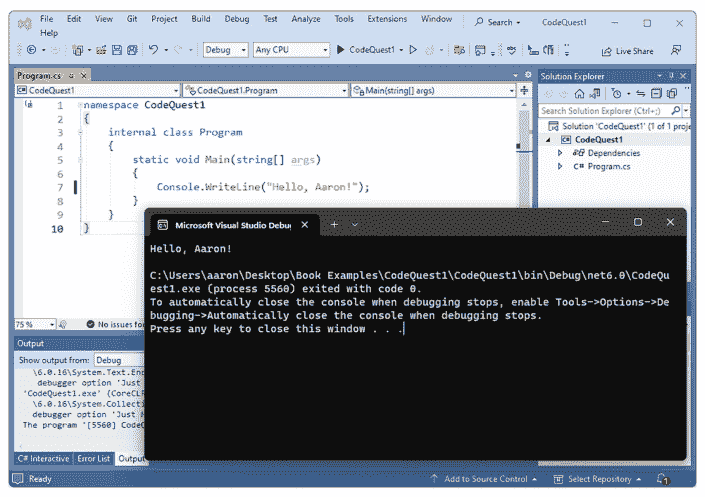 File Edit View Git Project Build Debug Test Analyze Tools Extensions Window Search CodeQuest1
Help
Debug Any CPU CodeQuest1 Live Share
Program.cs
CodeQuest1 CodeQuest1.Program Main(string[] args)
1 namespace CodeQuest1
2 {
3 internal class Program
4 {
5 static void Main(string[] args)
6 {
7 Console.WriteLine("Hello, Aaron!");
8 }
9 }
10 }
75 % No issues
Solution Explorer
Search Solution Explorer (Ctrl+;)
Solution 'CodeQuest1' (1 of 1 proje
CodeQuest1
Dependencies
C# Program.cs
Microsoft Visual Studio Debug
Hello, Aaron!
C:\Users\aaron\Desktop\Book Examples\CodeQuest1\CodeQuest1\bin\Debug\net6.0\CodeQu
est1.exe (process 5560) exited with code 0.
To automatically close the console when debugging stops, enable Tools->Options->De
bugging->Automatically close the console when debugging stops.
Press any key to close this window . . .
Output
Show output from: Debug
\6.0.16\System.Text.En
debugger option 'Just
'CodeQuest1.exe' (CoreCL
\6.0.16\System.Collecti
debugger option 'Just
The program '[5560] Code
C# Interactive Error List Output
Ready Add to Source Control Select Repository 1